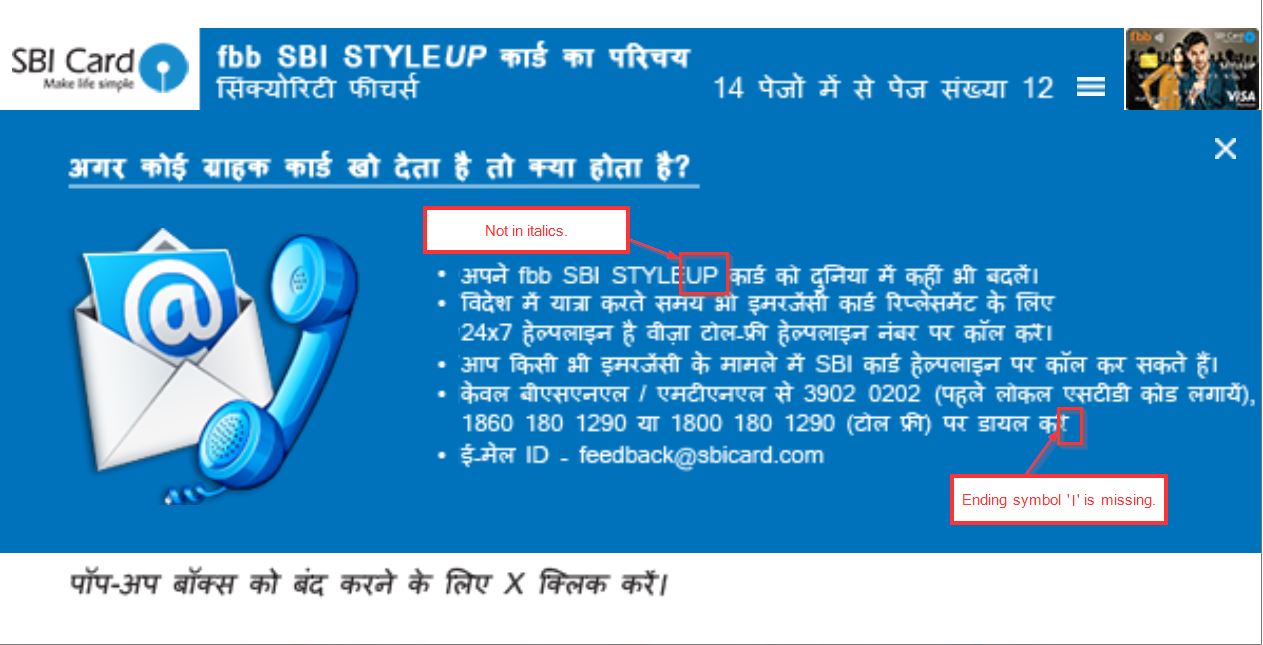 SBI Card
Make life simple
fbb SBI STYLEUP कार्ड का परिचय
सिक्योरिटी फीचर्स
14 पेजों में से पेज संख्या 12
fbb
SBI Card
VISA
अगर कोई ग्राहक कार्ड खो देता है तो क्या होता है?
Not in italics.
• अपने fbb SBI STYLEUP कार्ड को दुनिया में कहीं भी बदलें।
• विदेश में यात्रा करते समय भी इमरजेंसी कार्ड रिप्लेसमेंट के लिए
24x7 हेल्पलाइन है वीज़ा टोल-फ्री हेल्पलाइन नंबर पर कॉल करें।
• आप किसी भी इमरजेंसी के मामले में SBI कार्ड हेल्पलाइन पर कॉल कर सकते हैं।
• केवल बीएसएनएल / एमटीएनएल से 3902 0202 (पहले लोकल एसटीडी कोड लगायें),
1860 180 1290 या 1800 180 1290 (टोल फ्री) पर डायल करें
• ई-मेल ID - feedback@sbicard.com
Ending symbol '।' is missing.
पॉप-अप बॉक्स को बंद करने के लिए X क्लिक करें।